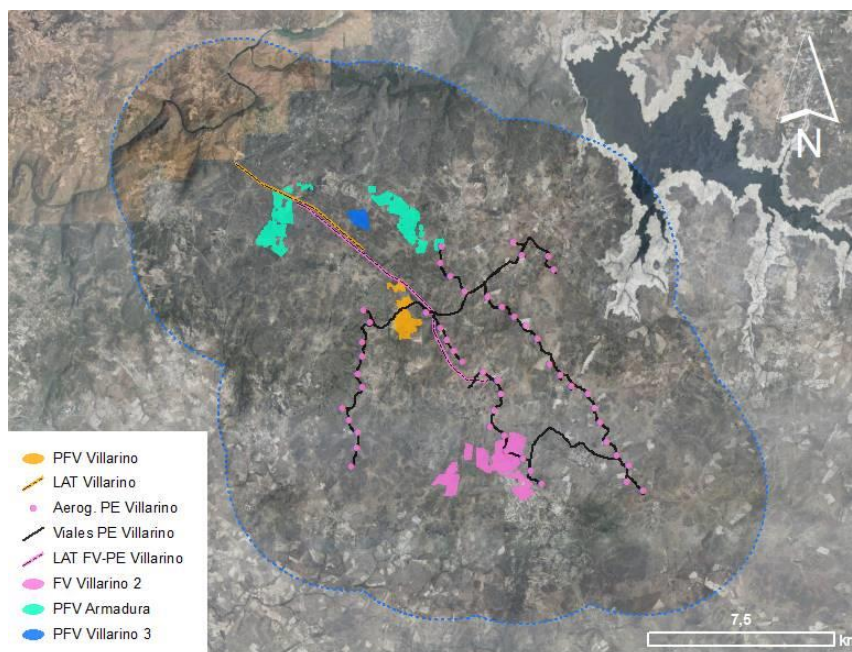 N
PFV Villarino
LAT Villarino
Aerog. PE Villarino
Viales PE Villarino
LAT FV-PE Villarino
FV Villarino 2
PFV Armadura
PFV Villarino 3
7,5
km